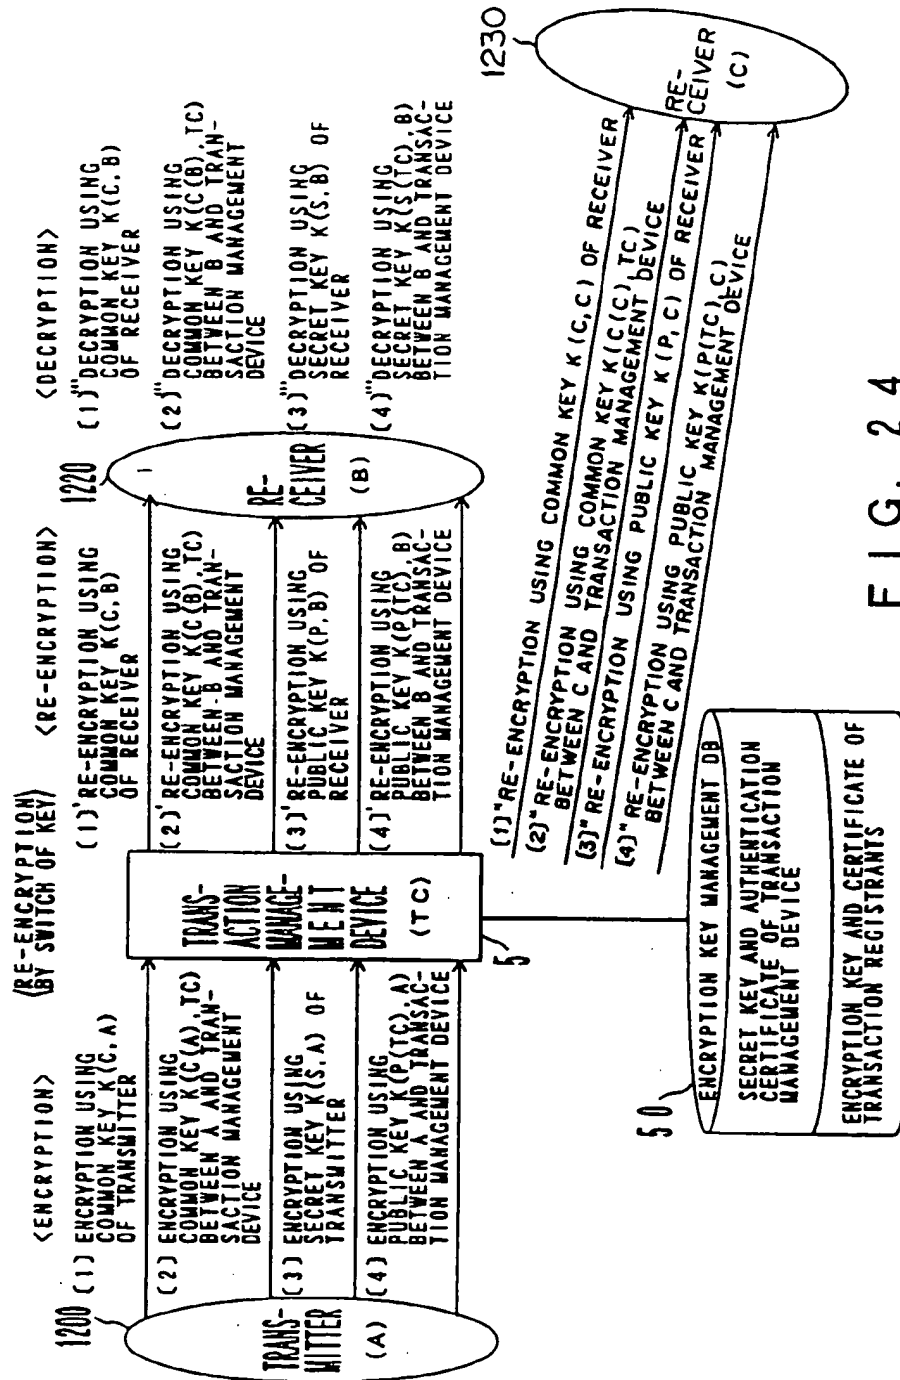 <ENCRYPTION>
(RE-ENCRYPTION
BY SWITCH OF KEY)
<RE-ENCRYPTION>
<DECRYPTION>
1200
TRANS-
MITTER
(A)
(1) ENCRYPTION USING
COMMON KEY K(C,A)
OF TRANSMITTER
(2) ENCRYPTION USING
COMMON KEY K(C(A),TC)
BETWEEN A AND TRAN-
SACTION MANAGEMENT
DEVICE
(3) ENCRYPTION USING
SECRET KEY K(S,A) OF
TRANSMITTER
(4) ENCRYPTION USING
PUBLIC KEY K(P(TC),A)
BETWEEN A AND TRANSAC-
TION MANAGEMENT DEVICE
TRANS-
ACTION
MANAGE-
MENT
DEVICE
(TC)
5
(1)' RE-ENCRYPTION USING
COMMON KEY K(C,B)
OF RECEIVER
(2)' RE-ENCRYPTION USING
COMMON KEY K(C(B),TC)
BETWEEN B AND TRAN-
SACTION MANAGEMENT
DEVICE
(3)' RE-ENCRYPTION USING
PUBLIC KEY K(P,B) OF
RECEIVER
(4)' RE-ENCRYPTION USING
PUBLIC KEY K(P(TC),B)
BETWEEN B AND TRANSAC-
TION MANAGEMENT DEVICE
1220
RE-
CEIVER
(B)
(1)''' DECRYPTION USING
COMMON KEY K(C,B)
OF RECEIVER
(2)''' DECRYPTION USING
COMMON KEY K(C(B),TC)
BETWEEN B AND TRAN-
SACTION MANAGEMENT
DEVICE
(3)''' DECRYPTION USING
SECRET KEY K(S,B) OF
RECEIVER
(4)''' DECRYPTION USING
SECRET KEY K(S(TC),B)
BETWEEN B AND TRANSAC-
TION MANAGEMENT DEVICE
(1)" RE-ENCRYPTION USING COMMON KEY K(C,C) OF RECEIVER
(2)" RE-ENCRYPTION USING COMMON KEY K(C(C),TC)
BETWEEN C AND TRANSACTION MANAGEMENT DEVICE
(3)" RE-ENCRYPTION USING PUBLIC KEY K(P,C) OF RECEIVER
(4)" RE-ENCRYPTION USING PUBLIC KEY K(P(TC),C)
BETWEEN C AND TRANSACTION MANAGEMENT DEVICE
1230
RE-
CEIVER
(C)
50
ENCRYPTION KEY MANAGEMENT DB
SECRET KEY AND AUTHENTICATION
CERTIFICATE OF TRANSACTION
MANAGEMENT DEVICE
ENCRYPTION KEY AND CERTIFICATE OF
TRANSACTION REGISTRANTS
FIG. 24